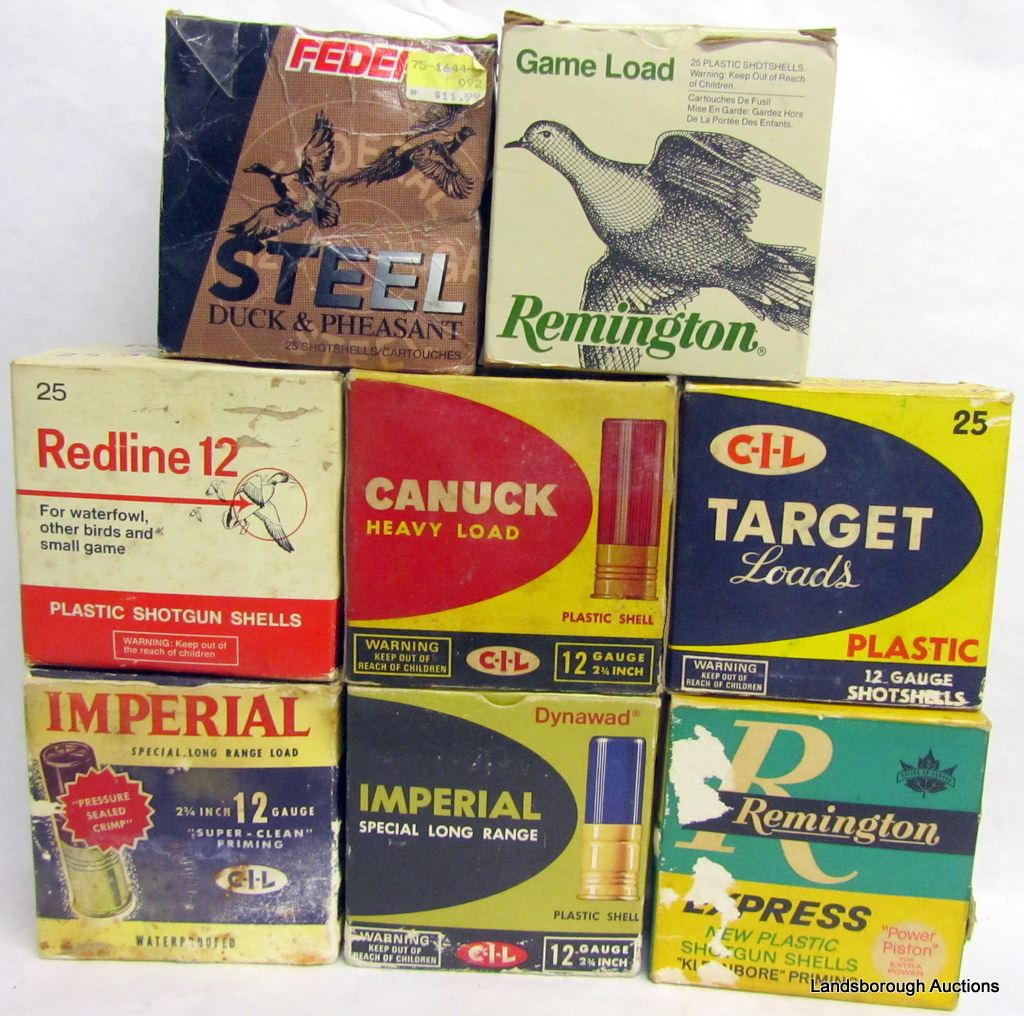 FEDER
75-1644-
092
$11.99
STEEL
DUCK & PHEASANT
25 SHOTSHELLS/CARTOUCHES
Game Load
25 PLASTIC SHOTSHELLS.
Warning: Keep Out of Reach
of Children.
Cartouches De Fusil
Mise En Garde: Gardez Hors
De La Portée Des Enfants.
Remington®
25
Redline 12
For waterfowl,
other birds and
small game
PLASTIC SHOTGUN SHELLS
WARNING: Keep out of
the reach of children
CANUCK
HEAVY LOAD
PLASTIC SHELL
WARNING
KEEP OUT OF
REACH OF CHILDREN
C-I-L
12 GAUGE
2¾ INCH
C-I-L
25
TARGET
Loads
PLASTIC
WARNING
KEEP OUT OF
REACH OF CHILDREN
12 GAUGE
SHOTSHELLS
IMPERIAL
SPECIAL LONG RANGE LOAD
"PRESSURE
SEALED
CRIMP"
2¾ INCH 12 GAUGE
"SUPER-CLEAN"
PRIMING
C-I-L
WATERPROOFED
Dynawad®
IMPERIAL
SPECIAL LONG RANGE
PLASTIC SHELL
WARNING
KEEP OUT OF
REACH OF CHILDREN
C-I-L
12 GAUGE
2¾ INCH
R
Remington
EXPRESS
NEW PLASTIC
SHOTGUN SHELLS
"KLEANBORE" PRIMING
"Power
Piston"
FOR
EXTRA
POWER
Landsborough Auctions